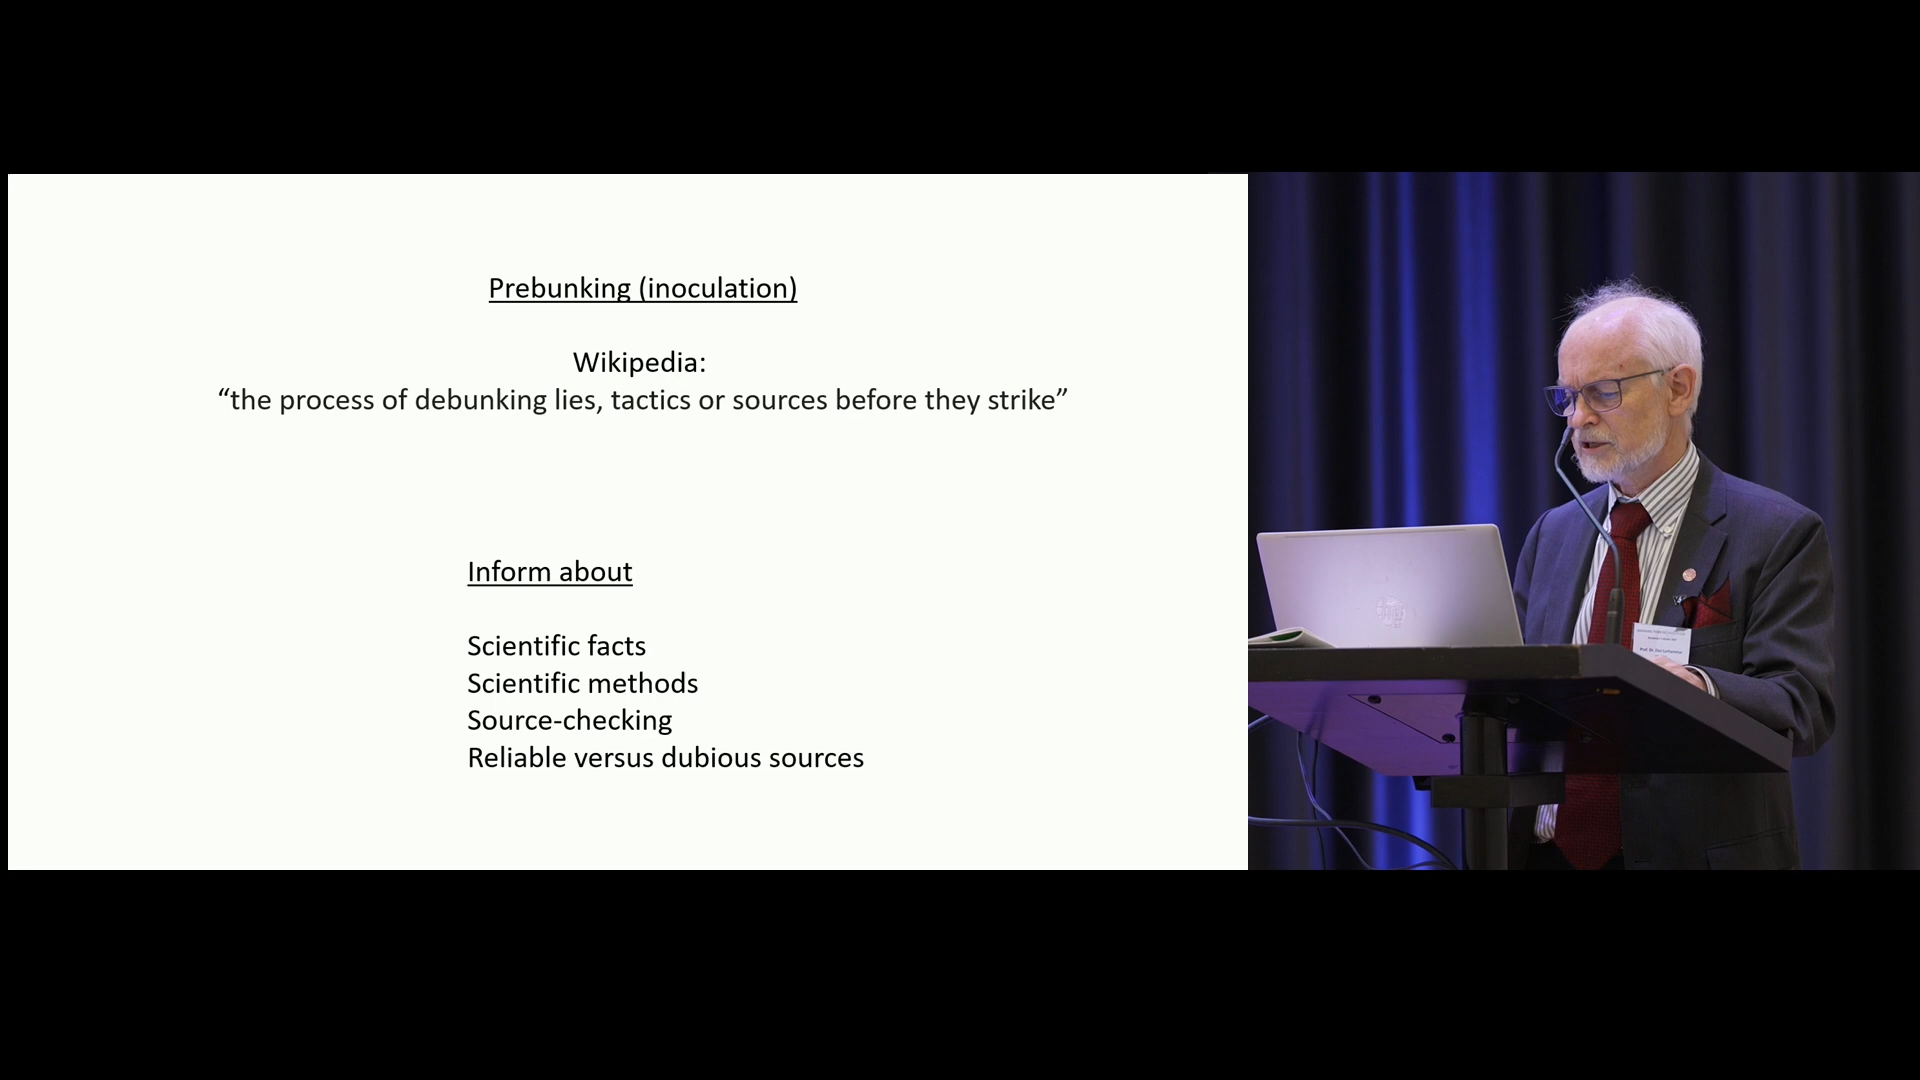 Prebunking (inoculation)
Wikipedia:
“the process of debunking lies, tactics or sources before they strike”
Inform about
Scientific facts
Scientific methods
Source-checking
Reliable versus dubious sources